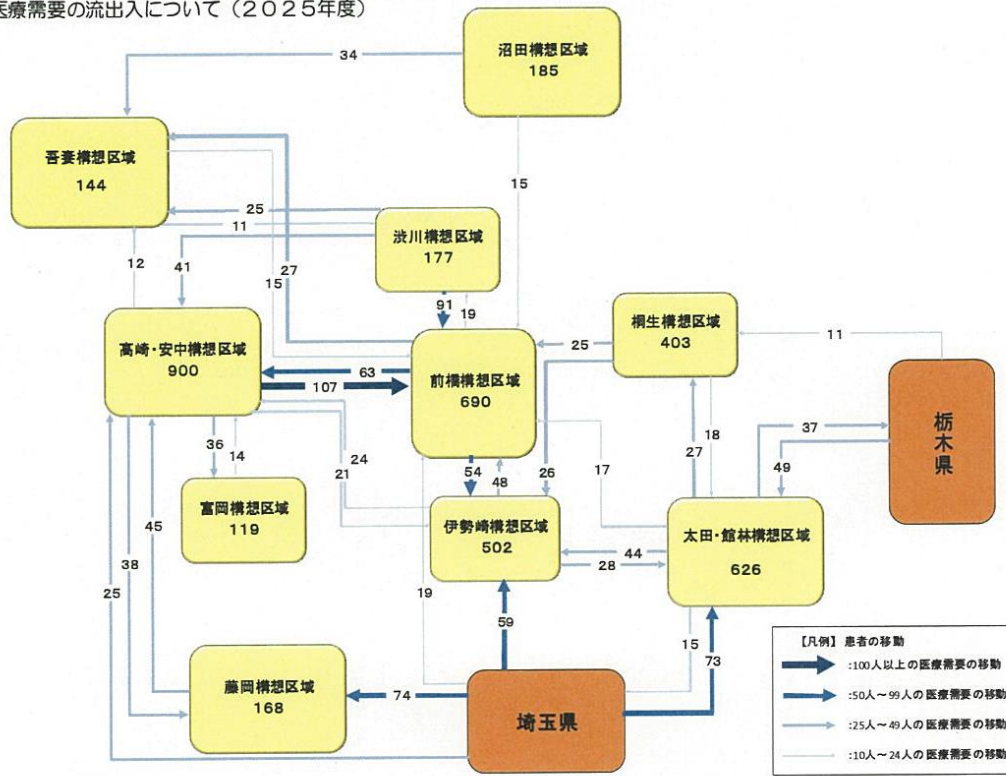 医療需要の流出入について（２０２５年度）
沼田構想区域
185
34
吾妻構想区域
144
15
25
11
渋川構想区域
177
12
41
15
27
91
19
桐生構想区域
403
11
高崎・安中構想区域
900
25
63
107
前橋構想区域
690
栃木県
36
14
24
21
54
48
26
17
27
18
37
49
富岡構想区域
119
伊勢崎構想区域
502
太田・館林構想区域
626
44
28
45
38
25
19
59
15
73
藤岡構想区域
168
74
埼玉県
【凡例】患者の移動
:100人以上の医療需要の移動
:50人～99人の医療需要の移動
:25人～49人の医療需要の移動
:10人～24人の医療需要の移動